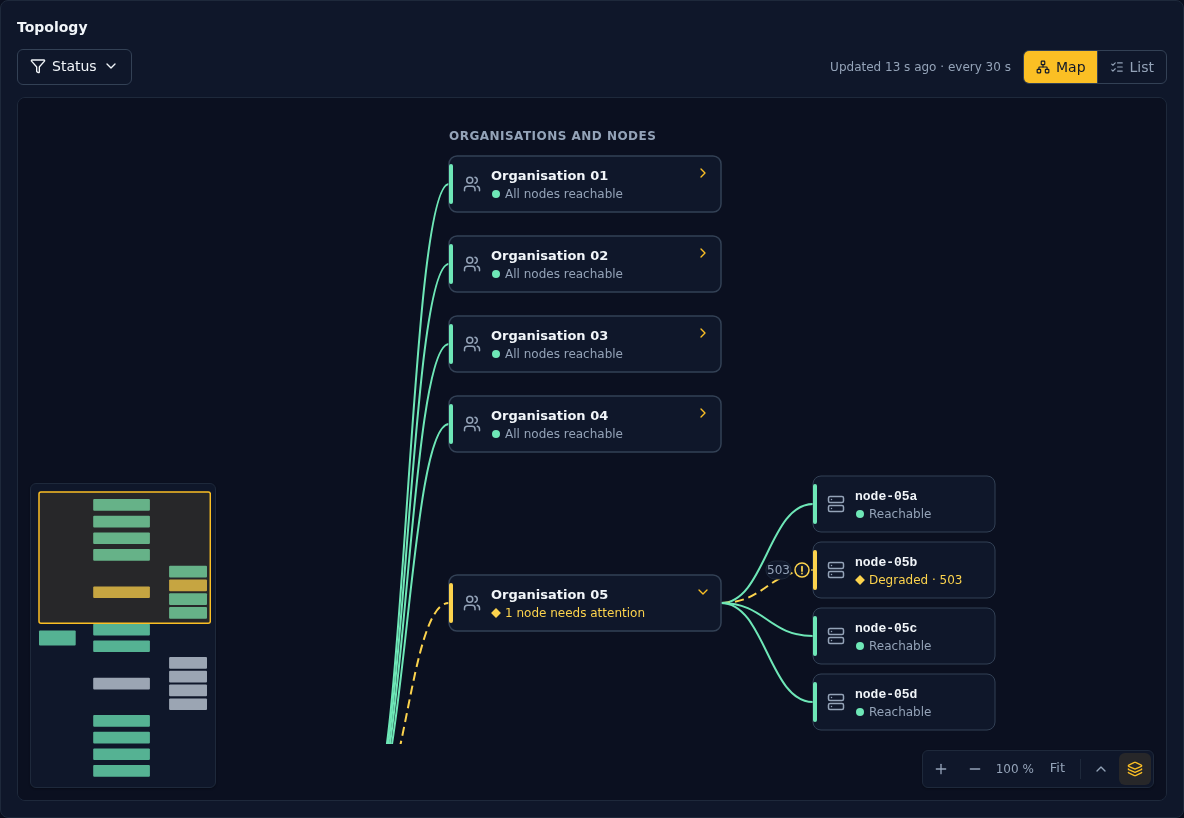 Topology
Status
Updated 13 s ago · every 30 s
Map
List
ORGANISATIONS AND NODES
Organisation 01
All nodes reachable
Organisation 02
All nodes reachable
Organisation 03
All nodes reachable
Organisation 04
All nodes reachable
Organisation 05
1 node needs attention
node-05a
Reachable
503
node-05b
Degraded · 503
node-05c
Reachable
node-05d
Reachable
100 %
Fit